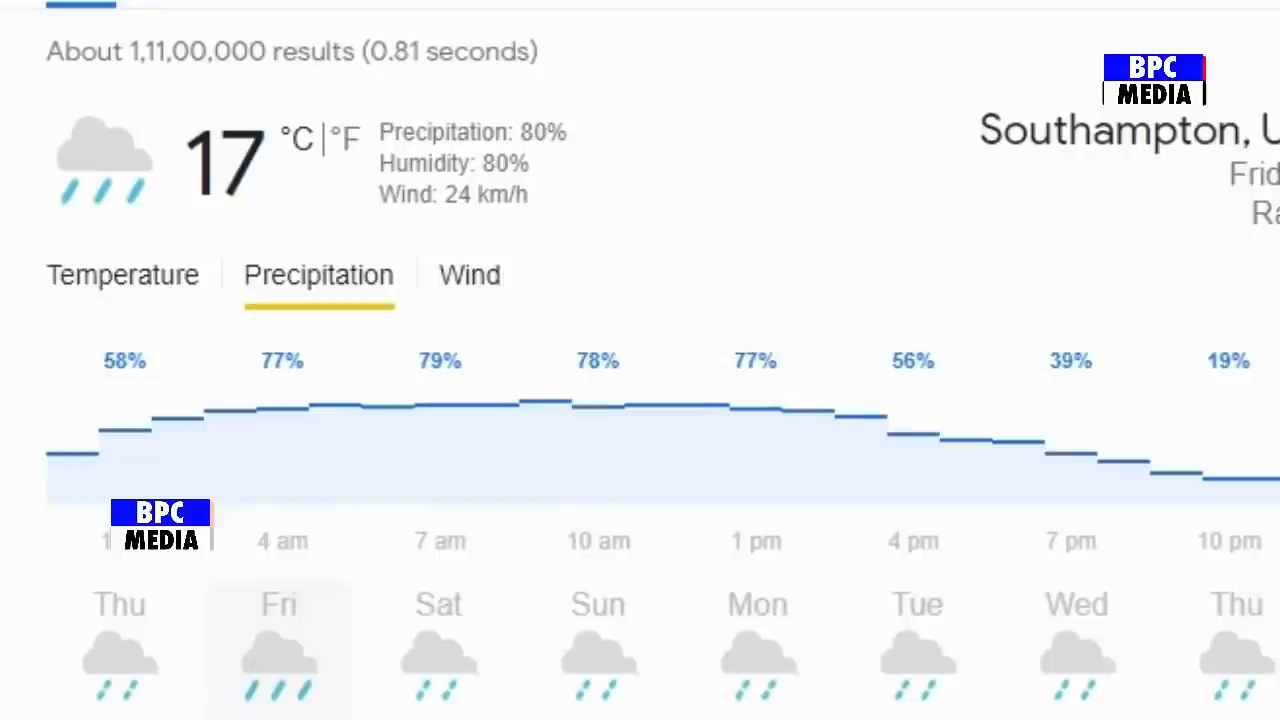 About 1,11,00,000 results (0.81 seconds)
BPC
MEDIA
17 °C|°F
Precipitation: 80%
Humidity: 80%
Wind: 24 km/h
Southampton,
Temperature Precipitation Wind
58% 77% 79% 78% 77% 56% 39% 19%
BPC
MEDIA
4 am 7 am 10 am 1 pm 4 pm 7 pm 10 pm
Thu Fri Sat Sun Mon Tue Wed Thu